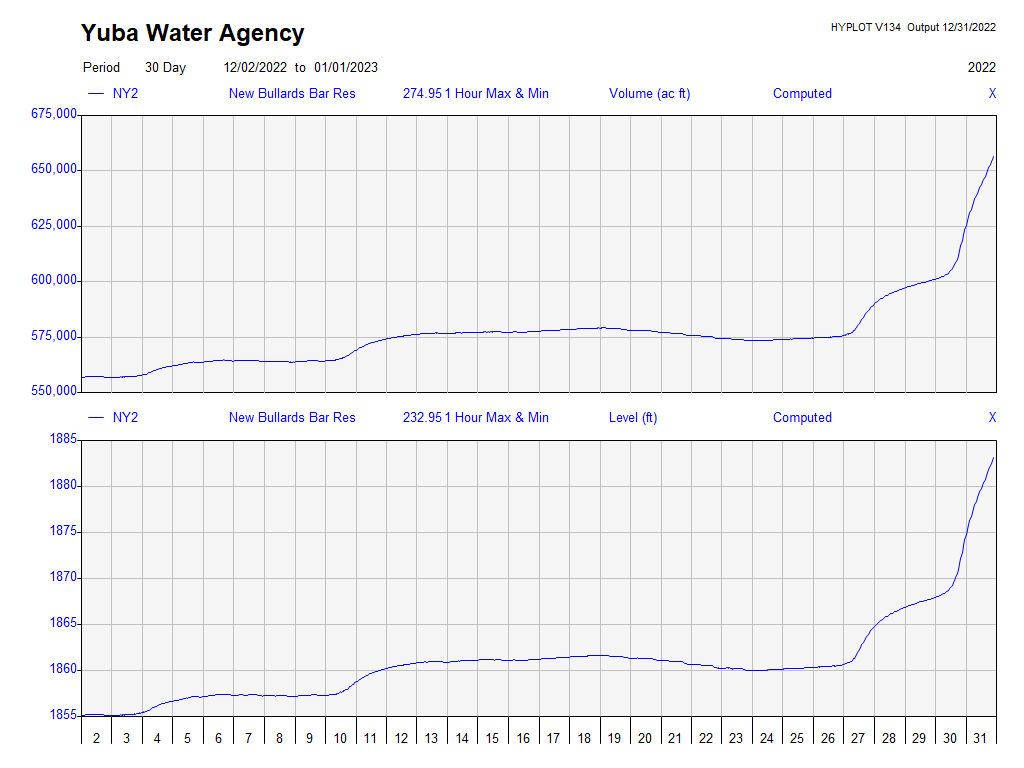 Yuba Water Agency
HYPLOT V134 Output 12/31/2022
Period 30 Day 12/02/2022 to 01/01/2023 2022
NY2 New Bullards Bar Res 274.95 1 Hour Max & Min Volume (ac ft) Computed X
675,000
650,000
625,000
600,000
575,000
550,000
NY2 New Bullards Bar Res 232.95 1 Hour Max & Min Level (ft) Computed X
1885
1880
1875
1870
1865
1860
1855
2 3 4 5 6 7 8 9 10 11 12 13 14 15 16 17 18 19 20 21 22 23 24 25 26 27 28 29 30 31